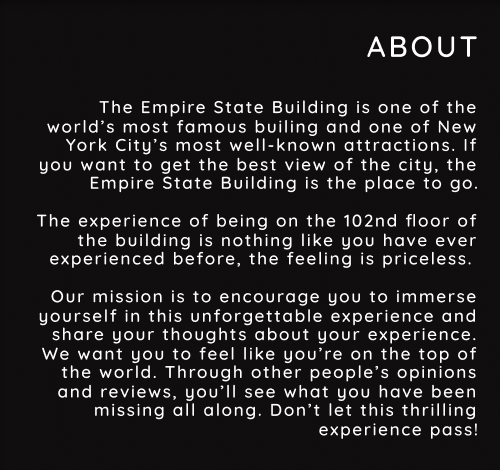 ABOUT
The Empire State Building is one of the
world's most famous builing and one of New
York City's most well-known attractions. If
you want to get the best view of the city, the
Empire State Building is the place to go.
The experience of being on the 102nd floor of
the building is nothing like you have ever
experienced before, the feeling is priceless.
Our mission is to encourage you to immerse
yourself in this unforgettable experience and
share your thoughts about your experience.
We want you to feel like you're on the top of
the world. Through other people's opinions
and reviews, you'll see what you have been
missing all along. Don't let this thrilling
experience pass!